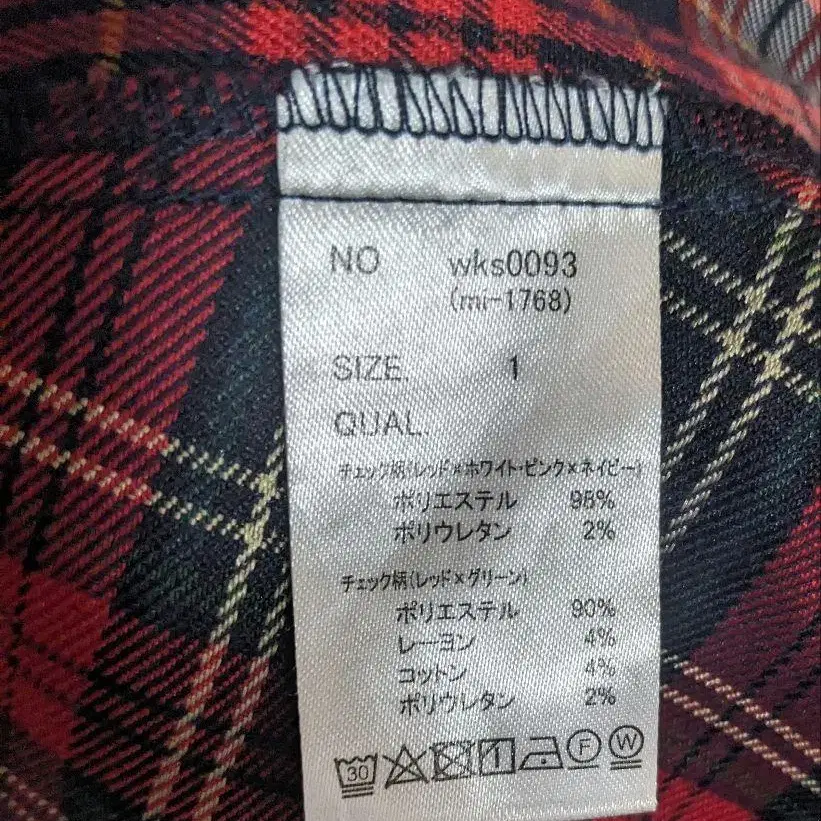 NO wks0093
(mi-1768)
SIZE. 1
QUAL.
チェック柄(レッド×ホワイト・ピンク×ネイビー)
ポリエステル 98%
ポリウレタン 2%
チェック柄(レッド×グリーン)
ポリエステル 90%
レーヨン 4%
コットン 4%
ポリウレタン 2%
30 F W